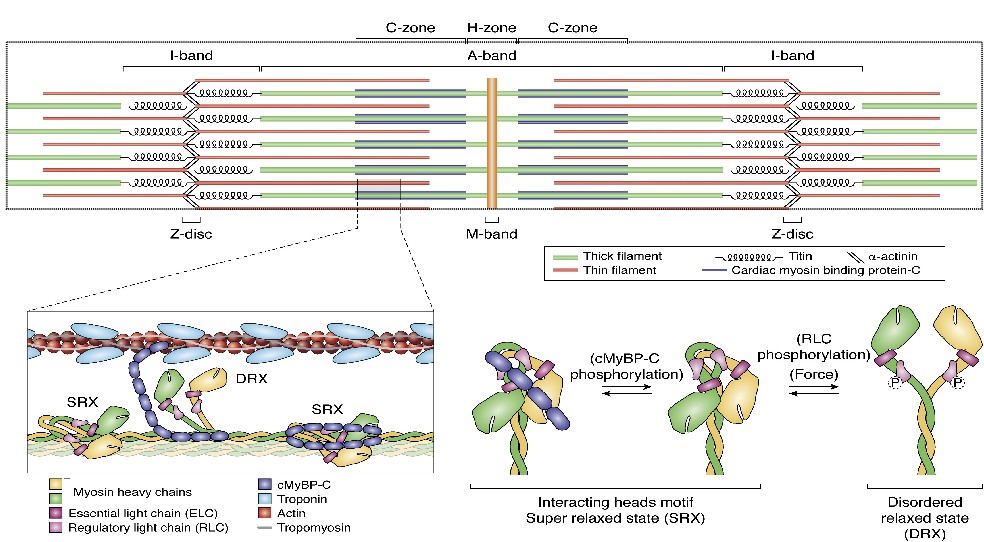 C-zone H-zone C-zone
I-band A-band I-band
Z-disc M-band Z-disc
Thick filament
Thin filament
Titin
α-actinin
Cardiac myosin binding protein-C
SRX
DRX
SRX
Myosin heavy chains
Essential light chain (ELC)
Regulatory light chain (RLC)
cMyBP-C
Troponin
Actin
Tropomyosin
(cMyBP-C
phosphorylation)
(RLC
phosphorylation)
(Force)
P P
Interacting heads motif
Super relaxed state (SRX)
Disordered
relaxed state
(DRX)